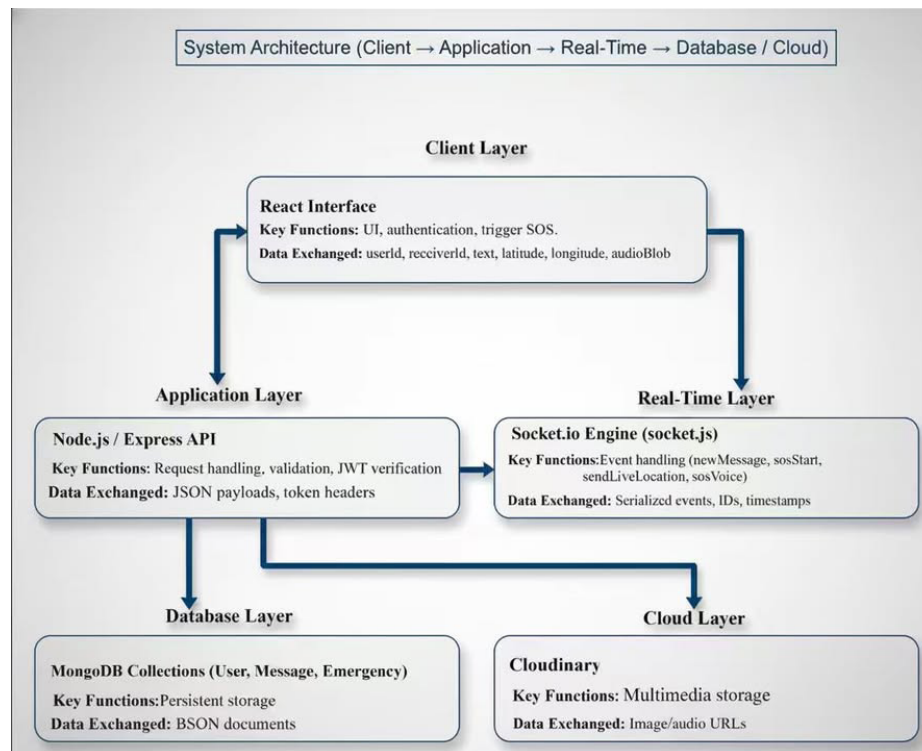 System Architecture (Client → Application → Real-Time → Database / Cloud)
Client Layer
React Interface
Key Functions: UI, authentication, trigger SOS.
Data Exchanged: userId, receiverId, text, latitude, longitude, audioBlob
Application Layer
Node.js / Express API
Key Functions: Request handling, validation, JWT verification
Data Exchanged: JSON payloads, token headers
Real-Time Layer
Socket.io Engine (socket.js)
Key Functions:Event handling (newMessage, sosStart,
sendLiveLocation, sosVoice)
Data Exchanged: Serialized events, IDs, timestamps
Database Layer
MongoDB Collections (User, Message, Emergency)
Key Functions:Persistent storage
Data Exchanged: BSON documents
Cloud Layer
Cloudinary
Key Functions: Multimedia storage
Data Exchanged: Image/audio URLs